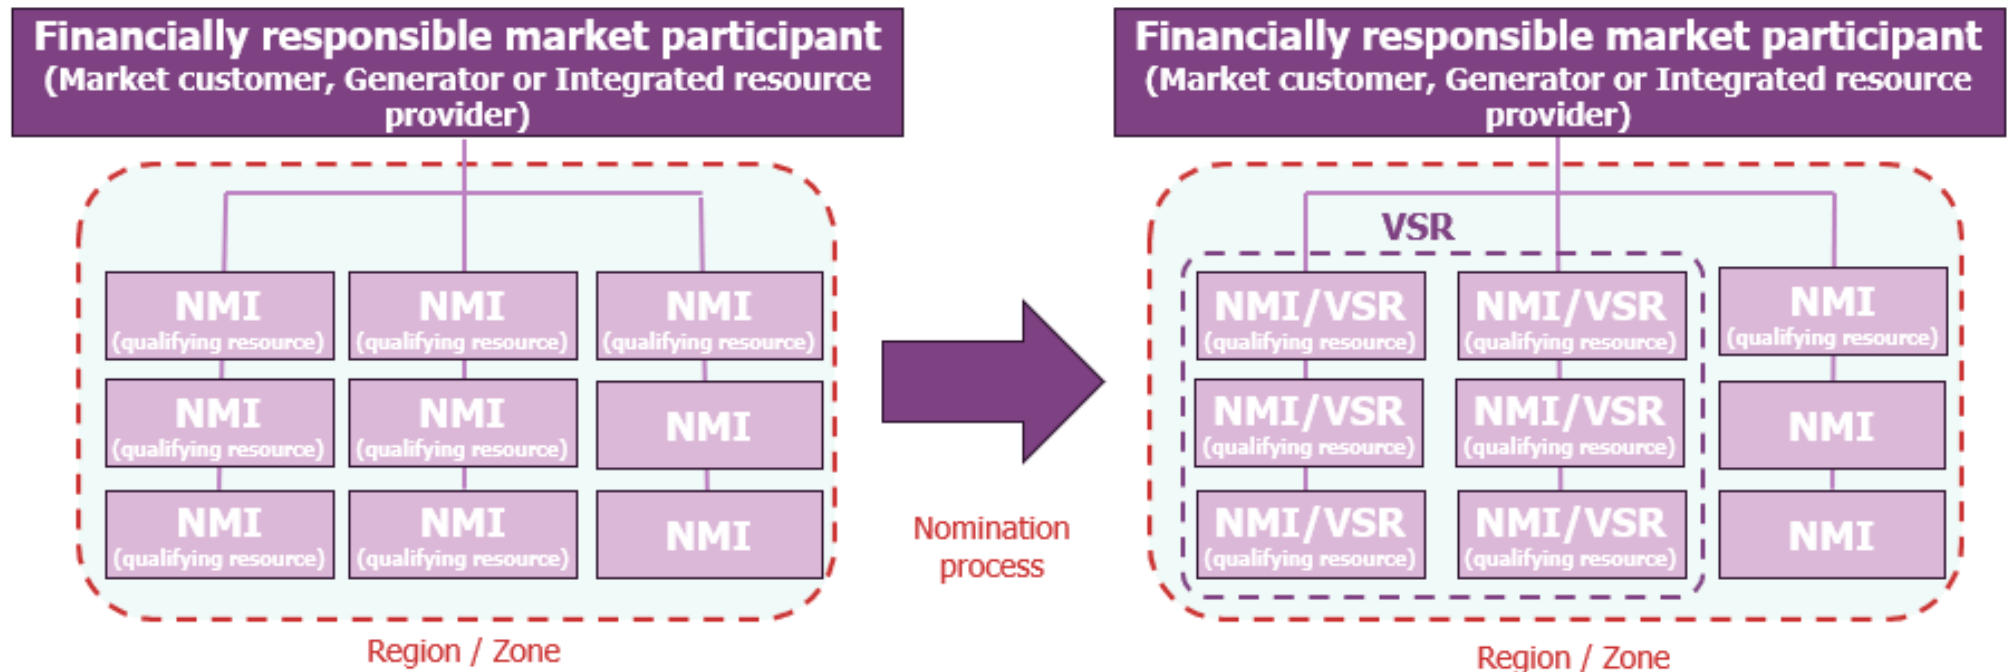 Financially responsible market participant
(Market customer, Generator or Integrated resource
provider)
NMI
(qualifying resource)
NMI
(qualifying resource)
NMI
(qualifying resource)
NMI
(qualifying resource)
NMI
(qualifying resource)
NMI
NMI
(qualifying resource)
NMI
(qualifying resource)
NMI
Region / Zone
Nomination
process
Financially responsible market participant
(Market customer, Generator or Integrated resource
provider)
VSR
NMI/VSR
(qualifying resource)
NMI/VSR
(qualifying resource)
NMI
(qualifying resource)
NMI/VSR
(qualifying resource)
NMI/VSR
(qualifying resource)
NMI
NMI/VSR
(qualifying resource)
NMI/VSR
(qualifying resource)
NMI
Region / Zone